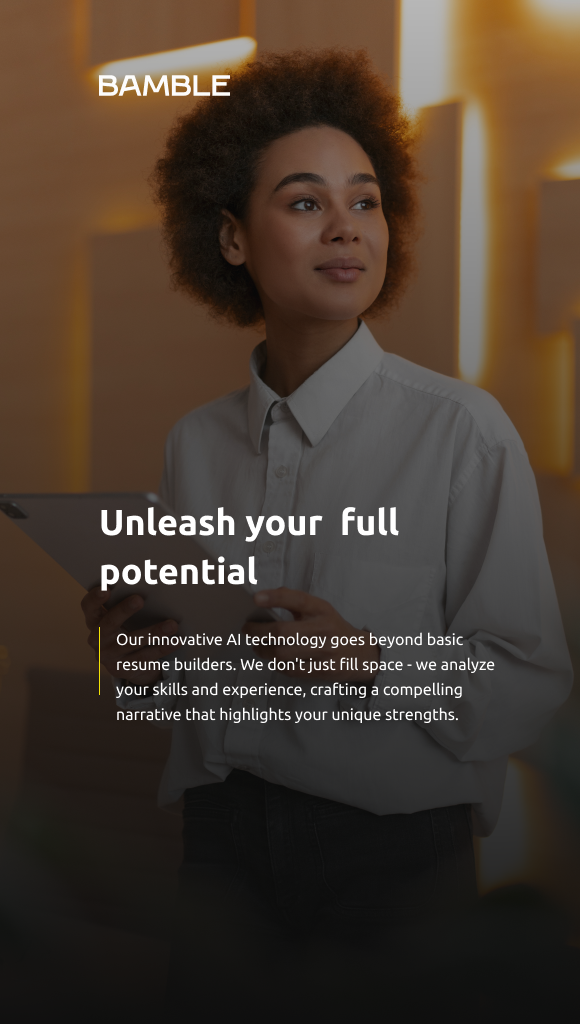 BAMBLE
Unleash your  full
potential
Our innovative AI technology goes beyond basic
resume builders. We don't just fill space - we analyze
your skills and experience, crafting a compelling
narrative that highlights your unique strengths.